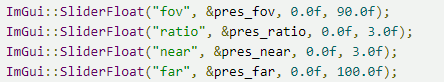 ImGui::SliderFloat("fov", &pres_fov, 0.0f, 90.0f);
ImGui::SliderFloat("ratio", &pres_ratio, 0.0f, 3.0f);
ImGui::SliderFloat("near", &pres_near, 0.0f, 3.0f);
ImGui::SliderFloat("far", &pres_far, 0.0f, 100.0f);